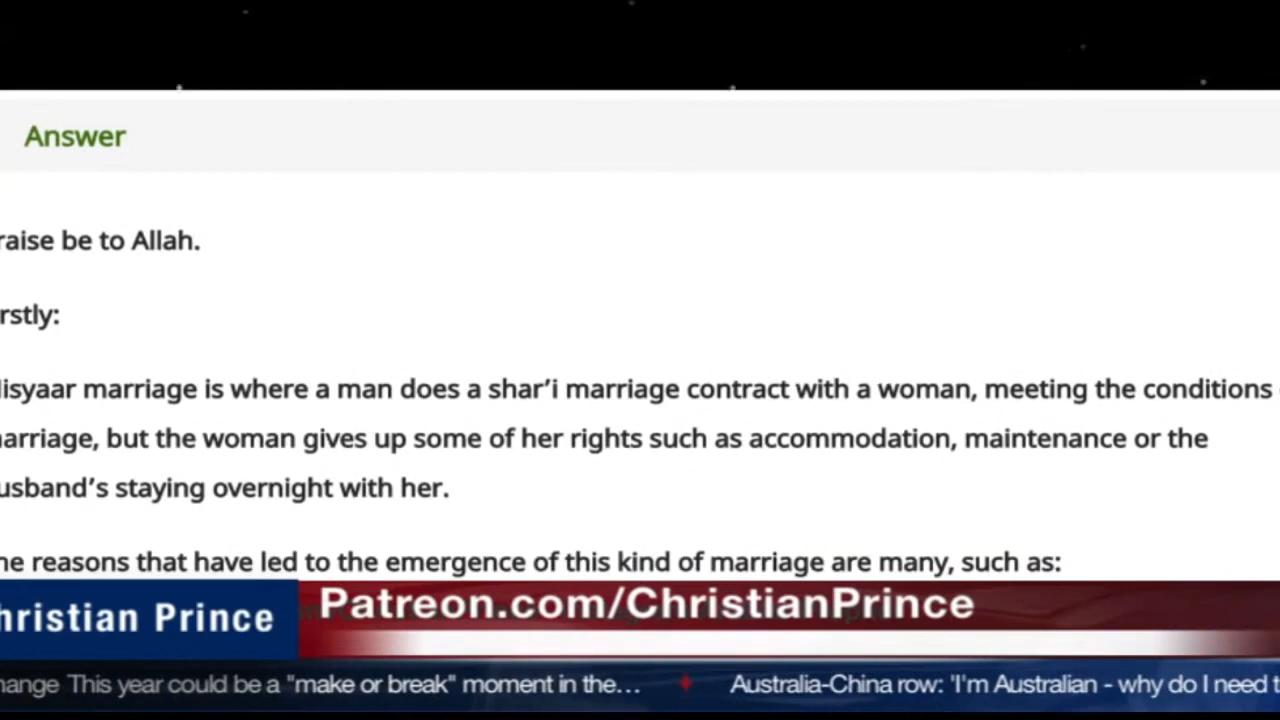 Answer
raise be to Allah.
rstly:
isyaar marriage is where a man does a shar’i marriage contract with a woman, meeting the conditions
arriage, but the woman gives up some of her rights such as accommodation, maintenance or the
usband’s staying overnight with her.
ne reasons that have led to the emergence of this kind of marriage are many, such as:
hristian Prince
Patreon.com/ChristianPrince
hange This year could be a "make or break" moment in the... Australia-China row: 'I'm Australian - why do I need t